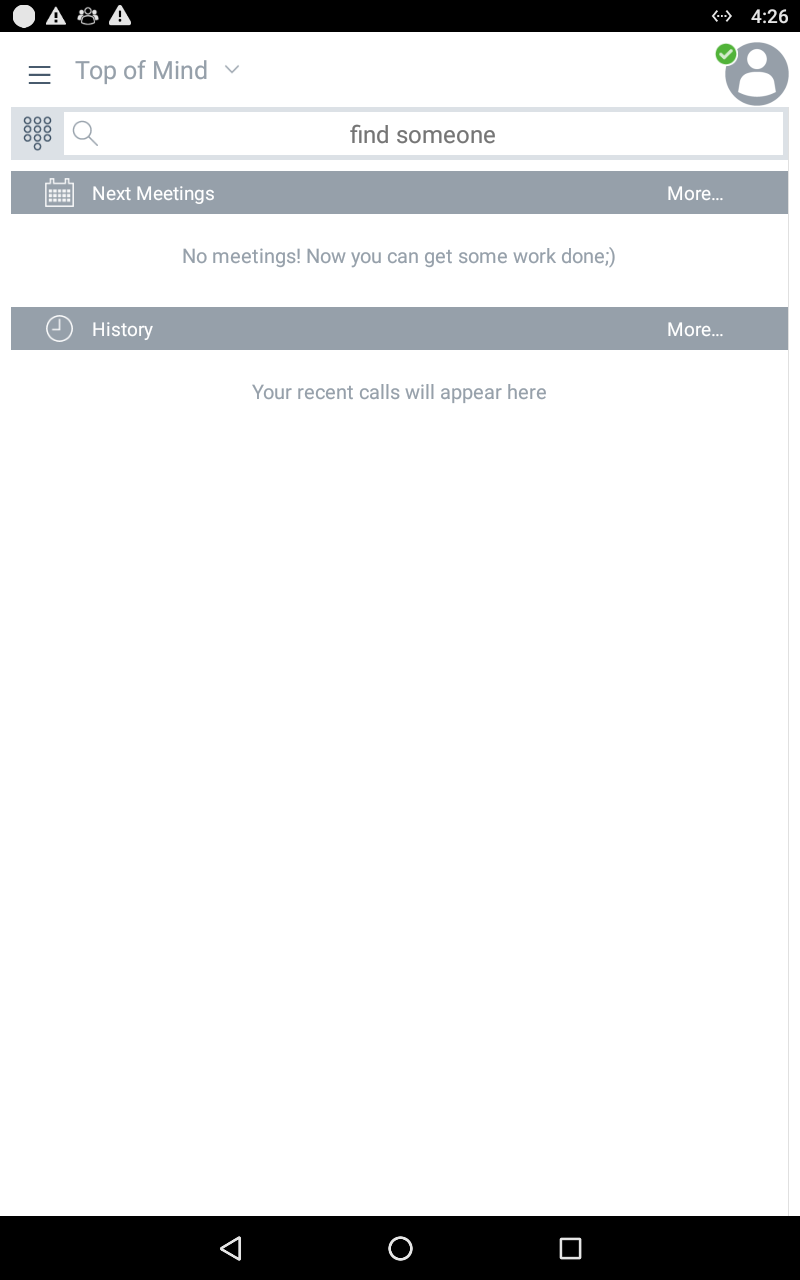 4:26
Top of Mind
find someone
Next Meetings More...
No meetings! Now you can get some work done;)
History More...
Your recent calls will appear here